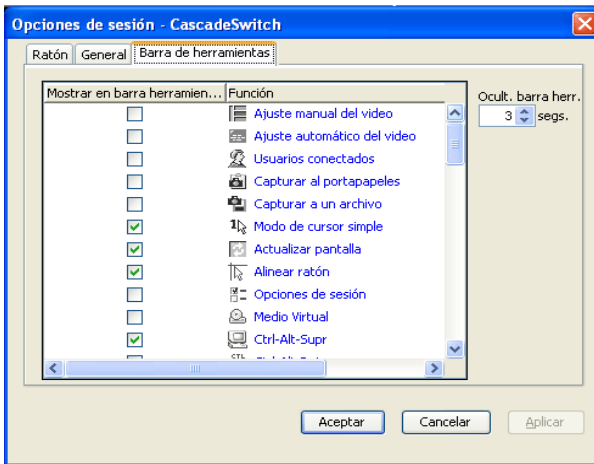 Opciones de sesión - CascadeSwitch
Ratón General Barra de herramientas
Mostrar en barra herramien... Función
Ocult. barra herr.
3 segs.
Ajuste manual del video
Ajuste automático del video
Usuarios conectados
Capturar al portapapeles
Capturar a un archivo
Modo de cursor simple
Actualizar pantalla
Alinear ratón
Opciones de sesión
Medio Virtual
Ctrl-Alt-Supr
Aceptar Cancelar Aplicar